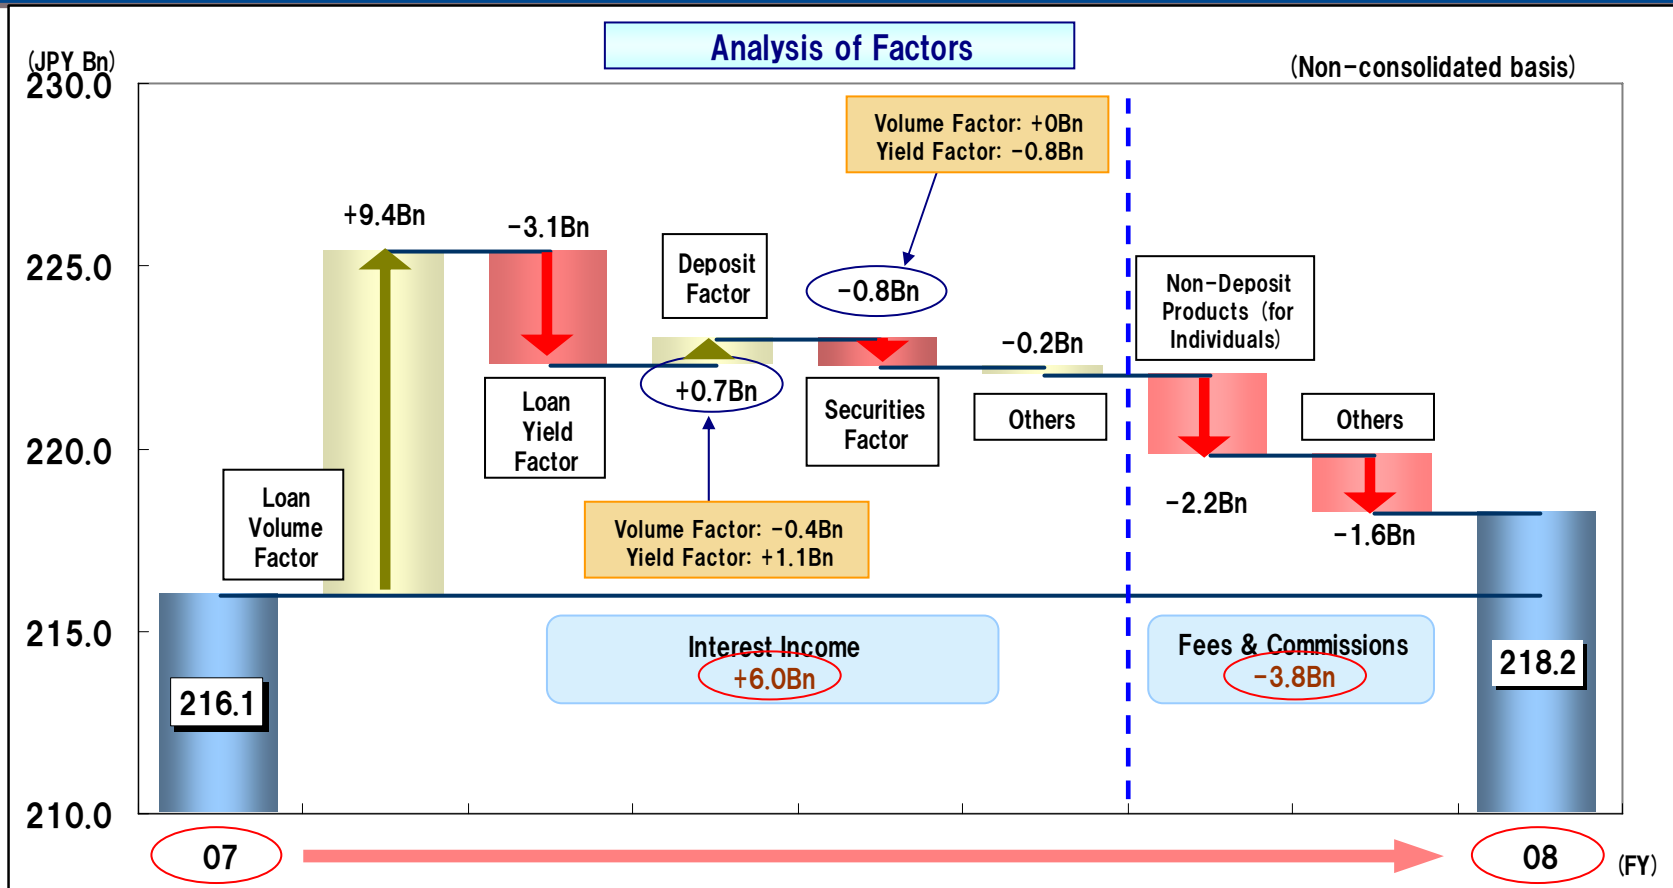 Analysis of Factors
(JPY Bn)
(Non-consolidated basis)
230.0
225.0
220.0
215.0
210.0
Volume Factor: +0Bn
Yield Factor: -0.8Bn
+9.4Bn
-3.1Bn
Deposit
Factor
-0.8Bn
-0.2Bn
Non-Deposit
Products (for
Individuals)
+0.7Bn
Loan
Yield
Factor
Securities
Factor
Others
Others
Loan
Volume
Factor
Volume Factor: -0.4Bn
Yield Factor: +1.1Bn
-2.2Bn
-1.6Bn
Interest Income
+6.0Bn
Fees & Commissions
-3.8Bn
216.1
218.2
07
08
(FY)